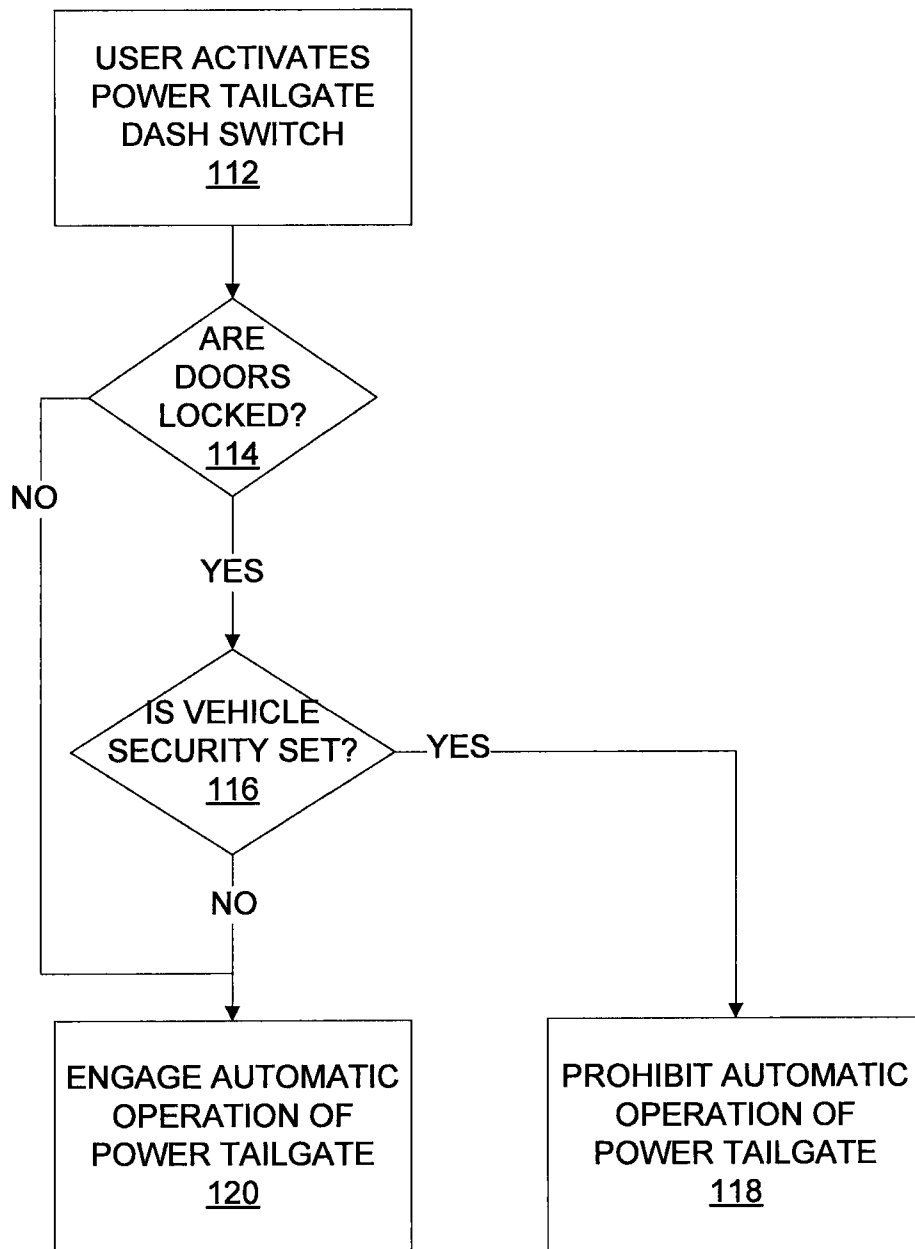 USER ACTIVATES
POWER TAILGATE
DASH SWITCH
112
ARE
DOORS
LOCKED?
114
NO
YES
IS VEHICLE
SECURITY SET?
116
YES
NO
ENGAGE AUTOMATIC
OPERATION OF
POWER TAILGATE
120
PROHIBIT AUTOMATIC
OPERATION OF
POWER TAILGATE
118